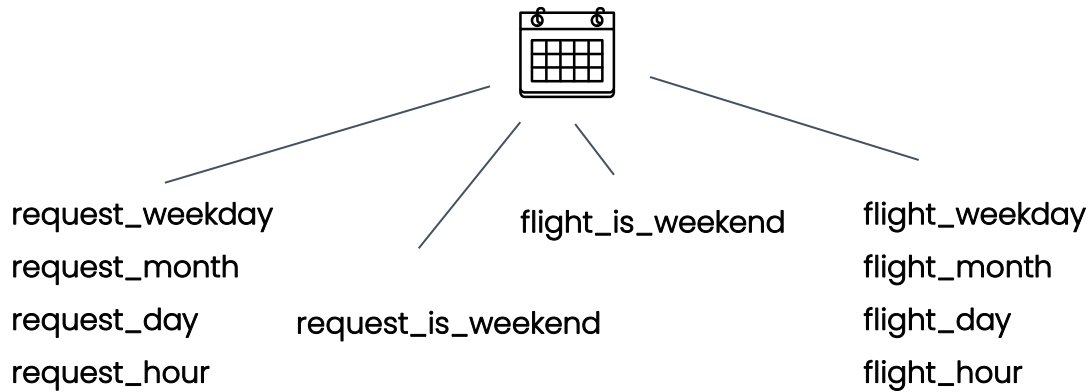 request_weekday
request_month
request_day
request_hour
request_is_weekend
flight_is_weekend
flight_weekday
flight_month
flight_day
flight_hour